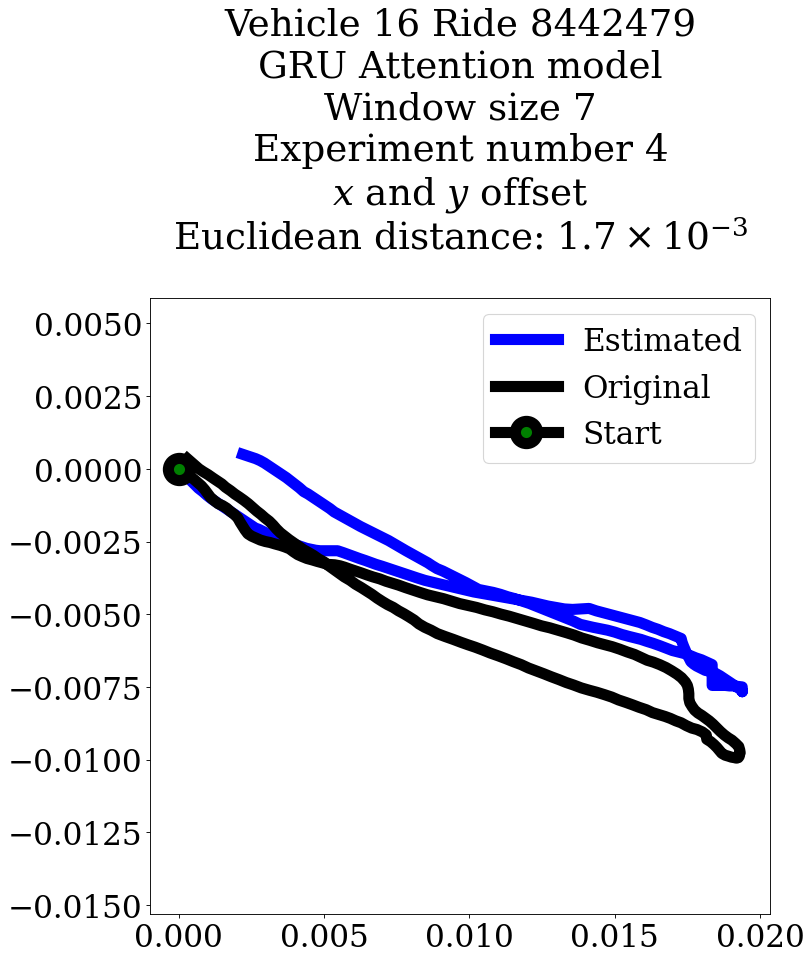 Vehicle 16 Ride 8442479
GRU Attention model
Window size 7
Experiment number 4
x and y offset
Euclidean distance: 1.7 × 10⁻³
Estimated
Original
Start
0.0050
0.0025
0.0000
−0.0025
−0.0050
−0.0075
−0.0100
−0.0125
−0.0150
0.000 0.005 0.010 0.015 0.020